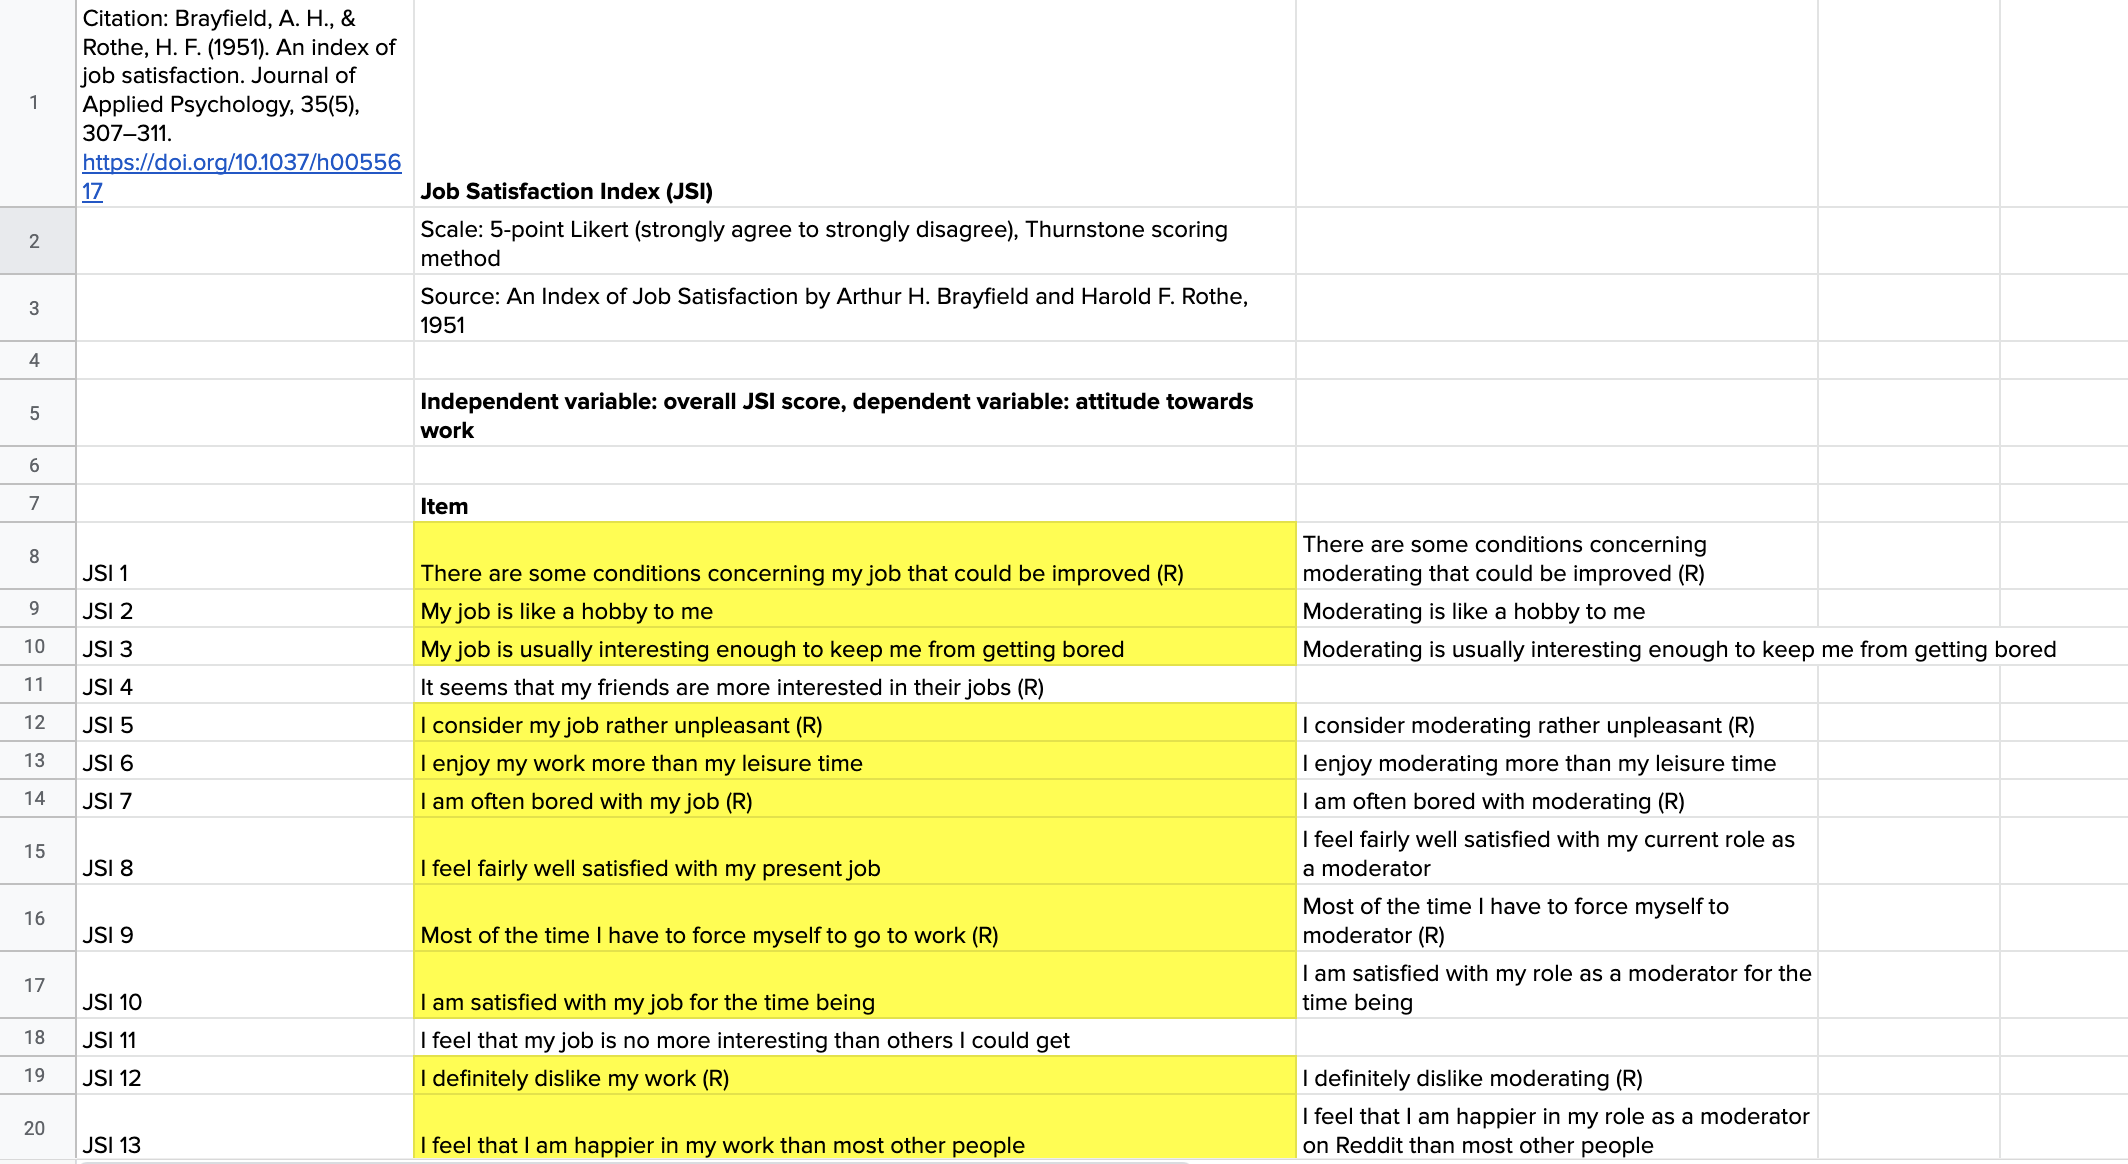 Citation: Brayfield, A. H., &
Rothe, H. F. (1951). An index of
job satisfaction. Journal of
Applied Psychology, 35(5),
307–311.
https://doi.org/10.1037/h00556
17
1
Job Satisfaction Index (JSI)
2
Scale: 5-point Likert (strongly agree to strongly disagree), Thurnstone scoring
method
3
Source: An Index of Job Satisfaction by Arthur H. Brayfield and Harold F. Rothe,
1951
4
5
Independent variable: overall JSI score, dependent variable: attitude towards
work
6
7
Item
8
JSI 1
There are some conditions concerning my job that could be improved (R)
There are some conditions concerning
moderating that could be improved (R)
9
JSI 2
My job is like a hobby to me
Moderating is like a hobby to me
10
JSI 3
My job is usually interesting enough to keep me from getting bored
Moderating is usually interesting enough to keep me from getting bored
11
JSI 4
It seems that my friends are more interested in their jobs (R)
12
JSI 5
I consider my job rather unpleasant (R)
I consider moderating rather unpleasant (R)
13
JSI 6
I enjoy my work more than my leisure time
I enjoy moderating more than my leisure time
14
JSI 7
I am often bored with my job (R)
I am often bored with moderating (R)
15
JSI 8
I feel fairly well satisfied with my present job
I feel fairly well satisfied with my current role as
a moderator
16
JSI 9
Most of the time I have to force myself to go to work (R)
Most of the time I have to force myself to
moderator (R)
17
JSI 10
I am satisfied with my job for the time being
I am satisfied with my role as a moderator for the
time being
18
JSI 11
I feel that my job is no more interesting than others I could get
19
JSI 12
I definitely dislike my work (R)
I definitely dislike moderating (R)
20
JSI 13
I feel that I am happier in my work than most other people
I feel that I am happier in my role as a moderator
on Reddit than most other people